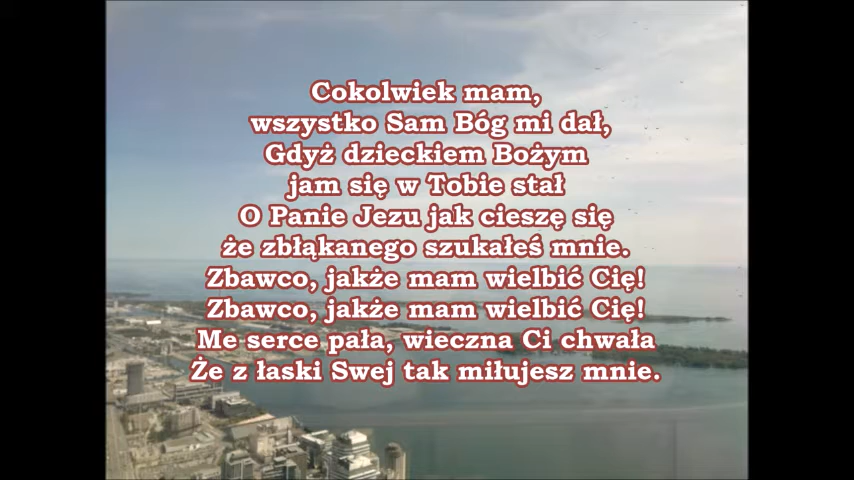 Cokolwiek mam,
wszystko Sam Bóg mi dał,
Gdyż dzieckiem Bożym
jam się w Tobie stał
O Panie Jezu jak cieszę się
że zbłąkanego szukałeś mnie.
Zbawco, jakże mam wielbić Cię!
Zbawco, jakże mam wielbić Cię!
Me serce pała, wieczna Ci chwała
Że z łaski Swej tak miłujesz mnie.